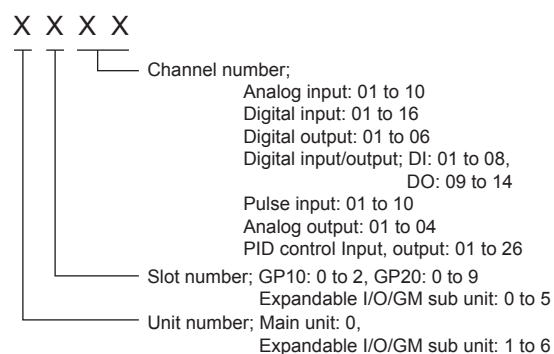 X X X X
Channel number;
Analog input: 01 to 10
Digital input: 01 to 16
Digital output: 01 to 06
Digital input/output; DI: 01 to 08,
DO: 09 to 14
Pulse input: 01 to 10
Analog output: 01 to 04
PID control Input, output: 01 to 26
Slot number; GP10: 0 to 2, GP20: 0 to 9
Expandable I/O/GM sub unit: 0 to 5
Unit number; Main unit: 0,
Expandable I/O/GM sub unit: 1 to 6